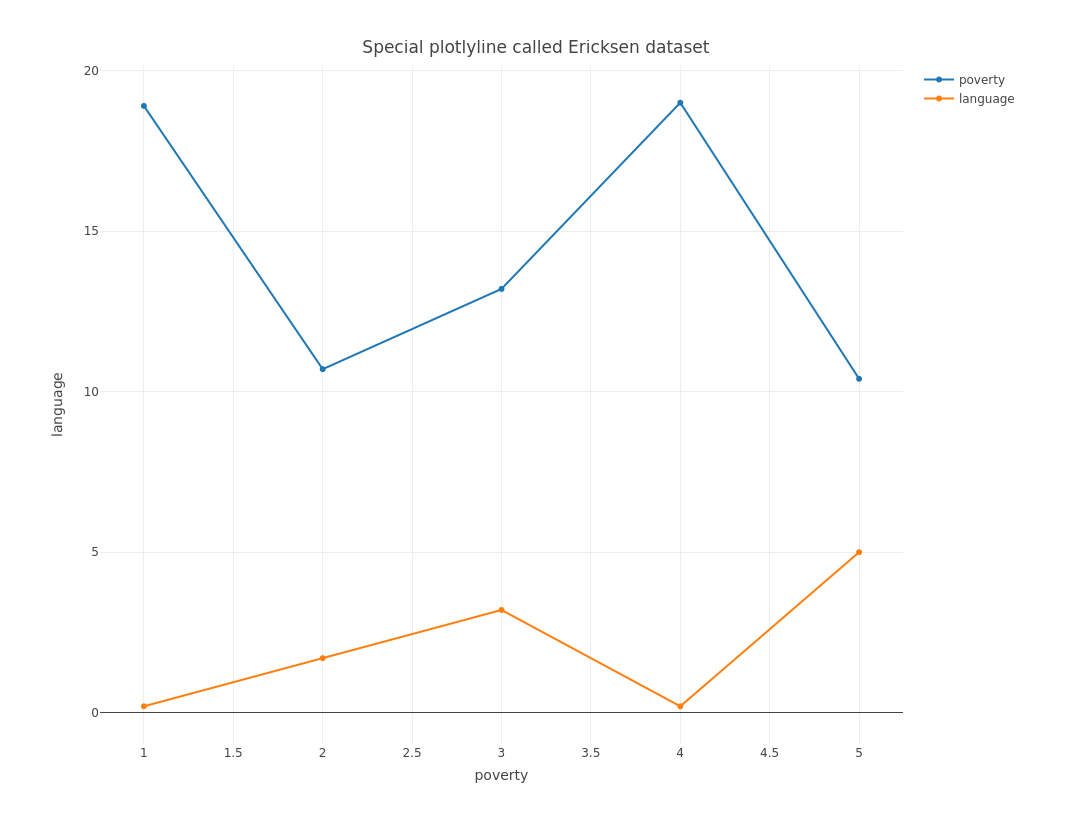 Special plotlyline called Ericksen dataset
poverty
language
20
15
10
5
0
language
1 1.5 2 2.5 3 3.5 4 4.5 5
poverty